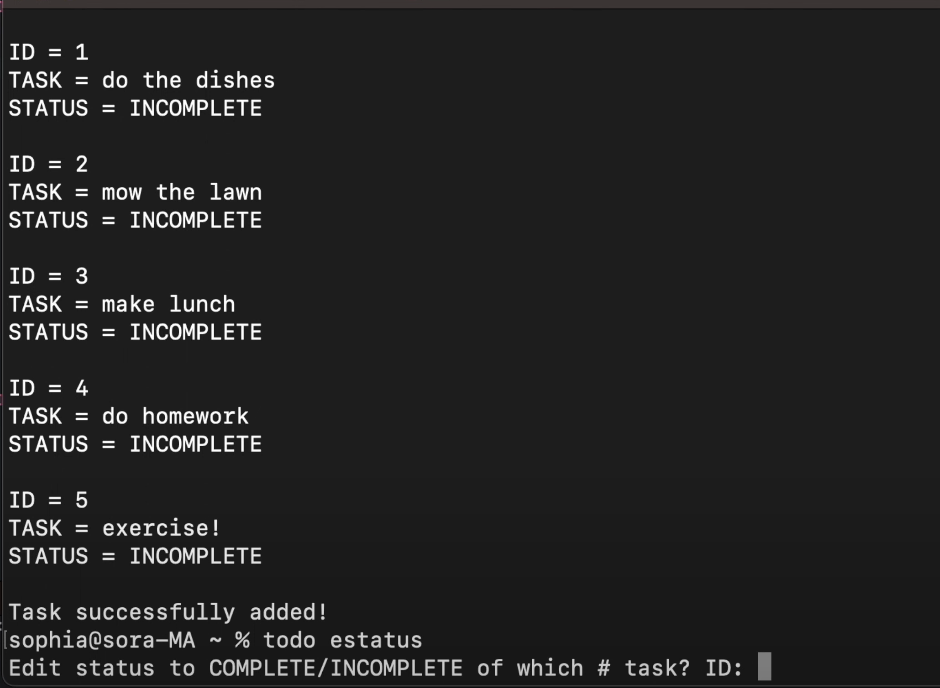 ID = 1
TASK = do the dishes
STATUS = INCOMPLETE
ID = 2
TASK = mow the lawn
STATUS = INCOMPLETE
ID = 3
TASK = make lunch
STATUS = INCOMPLETE
ID = 4
TASK = do homework
STATUS = INCOMPLETE
ID = 5
TASK = exercise!
STATUS = INCOMPLETE
Task successfully added!
[sophia@sora-MA ~ % todo estatus
Edit status to COMPLETE/INCOMPLETE of which # task? ID: